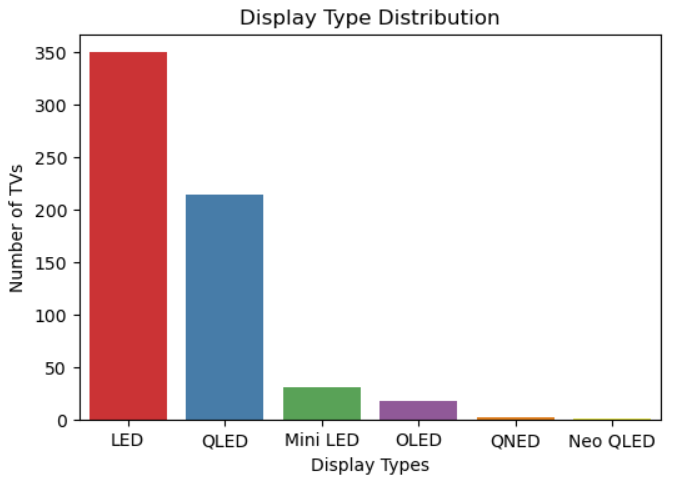 Display Type Distribution
350
300
250
200
150
100
50
0
Number of TVs
LED QLED Mini LED OLED QNED Neo QLED
Display Types